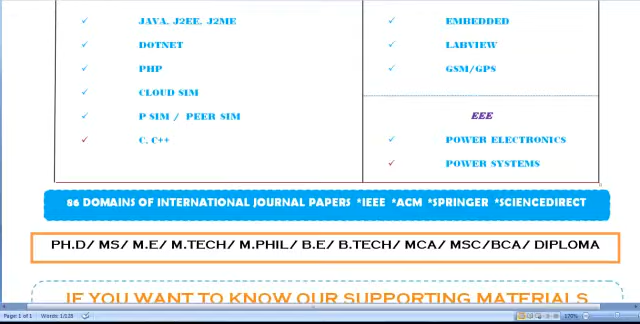 JAVA, J2EE, J2ME
DOTNET
PHP
CLOUD SIM
P SIM / PEER SIM
C, C++
EMBEDDED
LABVIEW
GSM/GPS
EEE
POWER ELECTRONICS
POWER SYSTEMS
86 DOMAINS OF INTERNATIONAL JOURNAL PAPERS *IEEE *ACM *SPRINGER *SCIENCEDIRECT
PH.D/ MS/ M.E/ M.TECH/ M.PHIL/ B.E/ B.TECH/ MCA/ MSC/BCA/ DIPLOMA
IF YOU WANT TO KNOW OUR SUPPORTING MATERIALS
Page: 1 of 1 Words: 1/135 170%